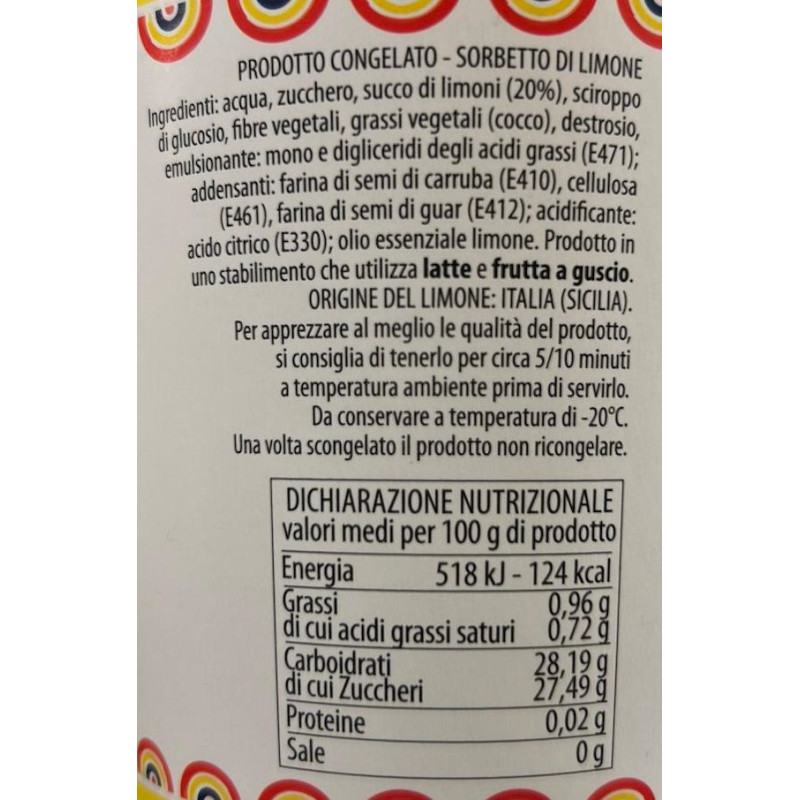 PRODOTTO CONGELATO - SORBETTO DI LIMONE
Ingredienti: acqua, zucchero, succo di limoni (20%), sciroppo
di glucosio, fibre vegetali, grassi vegetali (cocco), destrosio,
emulsionante: mono e digliceridi degli acidi grassi (E471);
addensanti: farina di semi di carruba (E410), cellulosa
(E461), farina di semi di guar (E412); acidificante:
acido citrico (E330); olio essenziale limone. Prodotto in
uno stabilimento che utilizza latte e frutta a guscio.
ORIGINE DEL LIMONE: ITALIA (SICILIA).
Per apprezzare al meglio le qualità del prodotto,
si consiglia di tenerlo per circa 5/10 minuti
a temperatura ambiente prima di servirlo.
Da conservare a temperatura di -20°C.
Una volta scongelato il prodotto non ricongelare.
DICHIARAZIONE NUTRIZIONALE
valori medi per 100 g di prodotto
Energia 518 kJ - 124 kcal
Grassi 0,96 g
di cui acidi grassi saturi 0,72 g
Carboidrati 28,19 g
di cui Zuccheri 27,49 g
Proteine 0,02 g
Sale 0 g